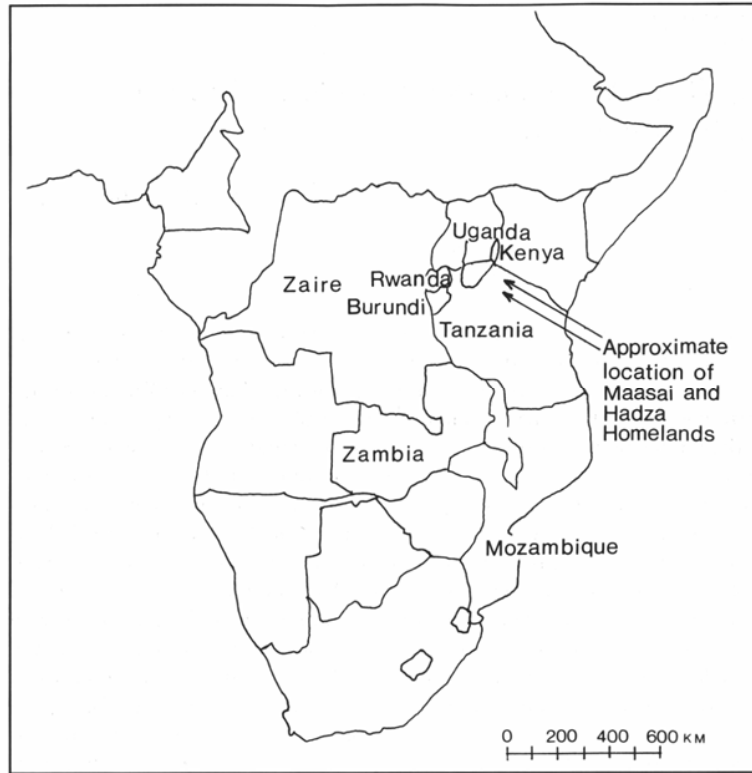 Uganda
Kenya
Zaire
Rwanda
Burundi
Tanzania
Approximate
location of
Maasai and
Hadza
Homelands
Zambia
Mozambique
0 200 400 600 KM